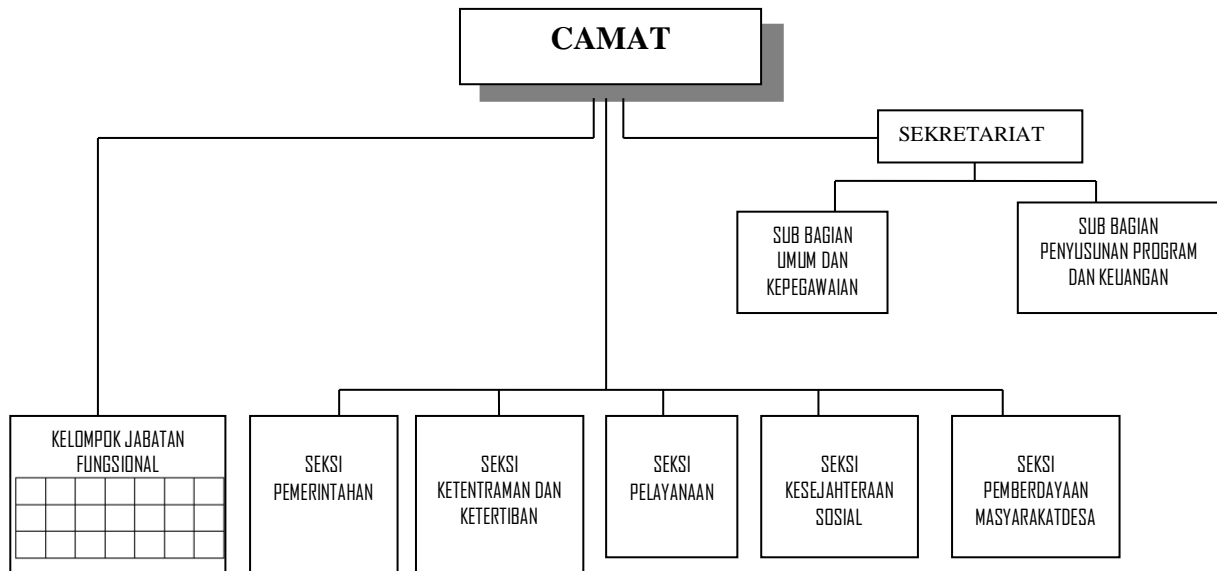 CAMAT
SEKRETARIAT
SUB BAGIAN
UMUM DAN
KEPEGAWAIAN
SUB BAGIAN
PENYUSUNAN PROGRAM
DAN KEUANGAN
KELOMPOK JABATAN
FUNGSIONAL
SEKSI
PEMERINTAHAN
SEKSI
KETENTRAMAN DAN
KETERTIBAN
SEKSI
PELAYANAAN
SEKSI
KESEJAHTERAAN
SOSIAL
SEKSI
PEMBERDAYAAN
MASYARAKATDESA